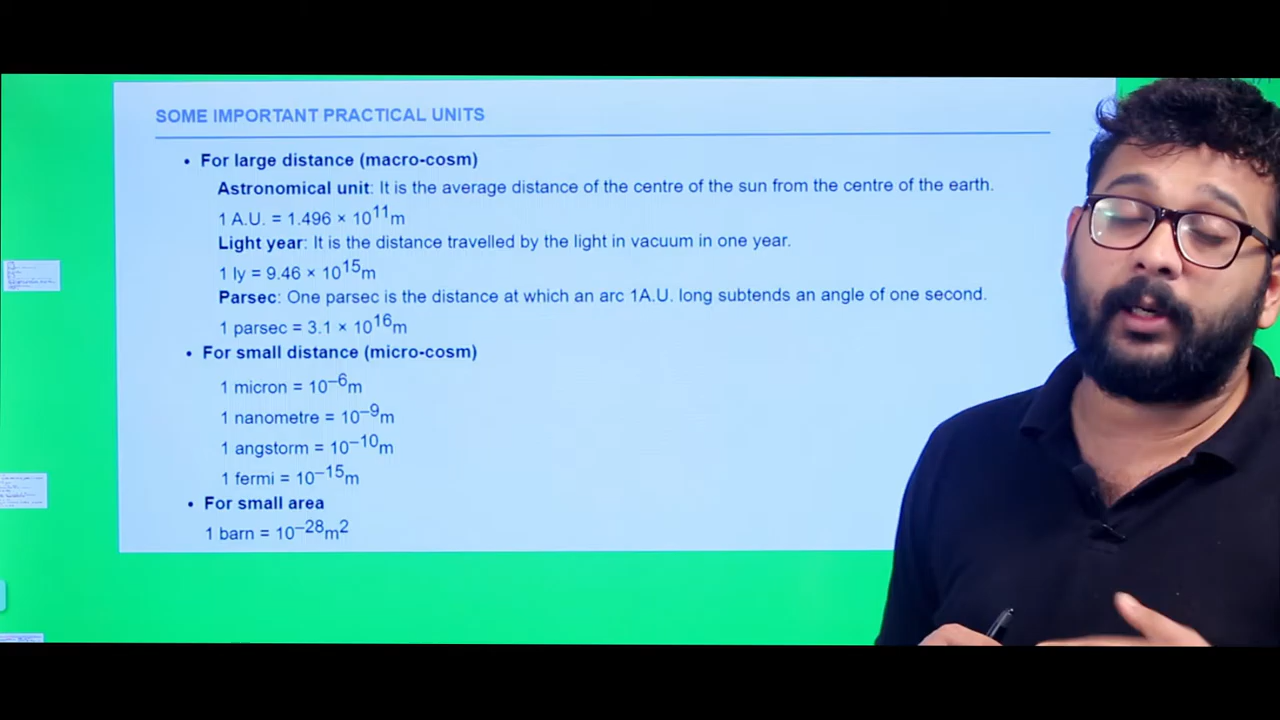 SOME IMPORTANT PRACTICAL UNITS
• For large distance (macro-cosm)
Astronomical unit: It is the average distance of the centre of the sun from the centre of the earth.
1 A.U. = 1.496 × 10¹¹m
Light year: It is the distance travelled by the light in vacuum in one year.
1 ly = 9.46 × 10¹⁵m
Parsec: One parsec is the distance at which an arc 1A.U. long subtends an angle of one second.
1 parsec = 3.1 × 10¹⁶m
• For small distance (micro-cosm)
1 micron = 10⁻⁶m
1 nanometre = 10⁻⁹m
1 angstorm = 10⁻¹⁰m
1 fermi = 10⁻¹⁵m
• For small area
1 barn = 10⁻²⁸m²